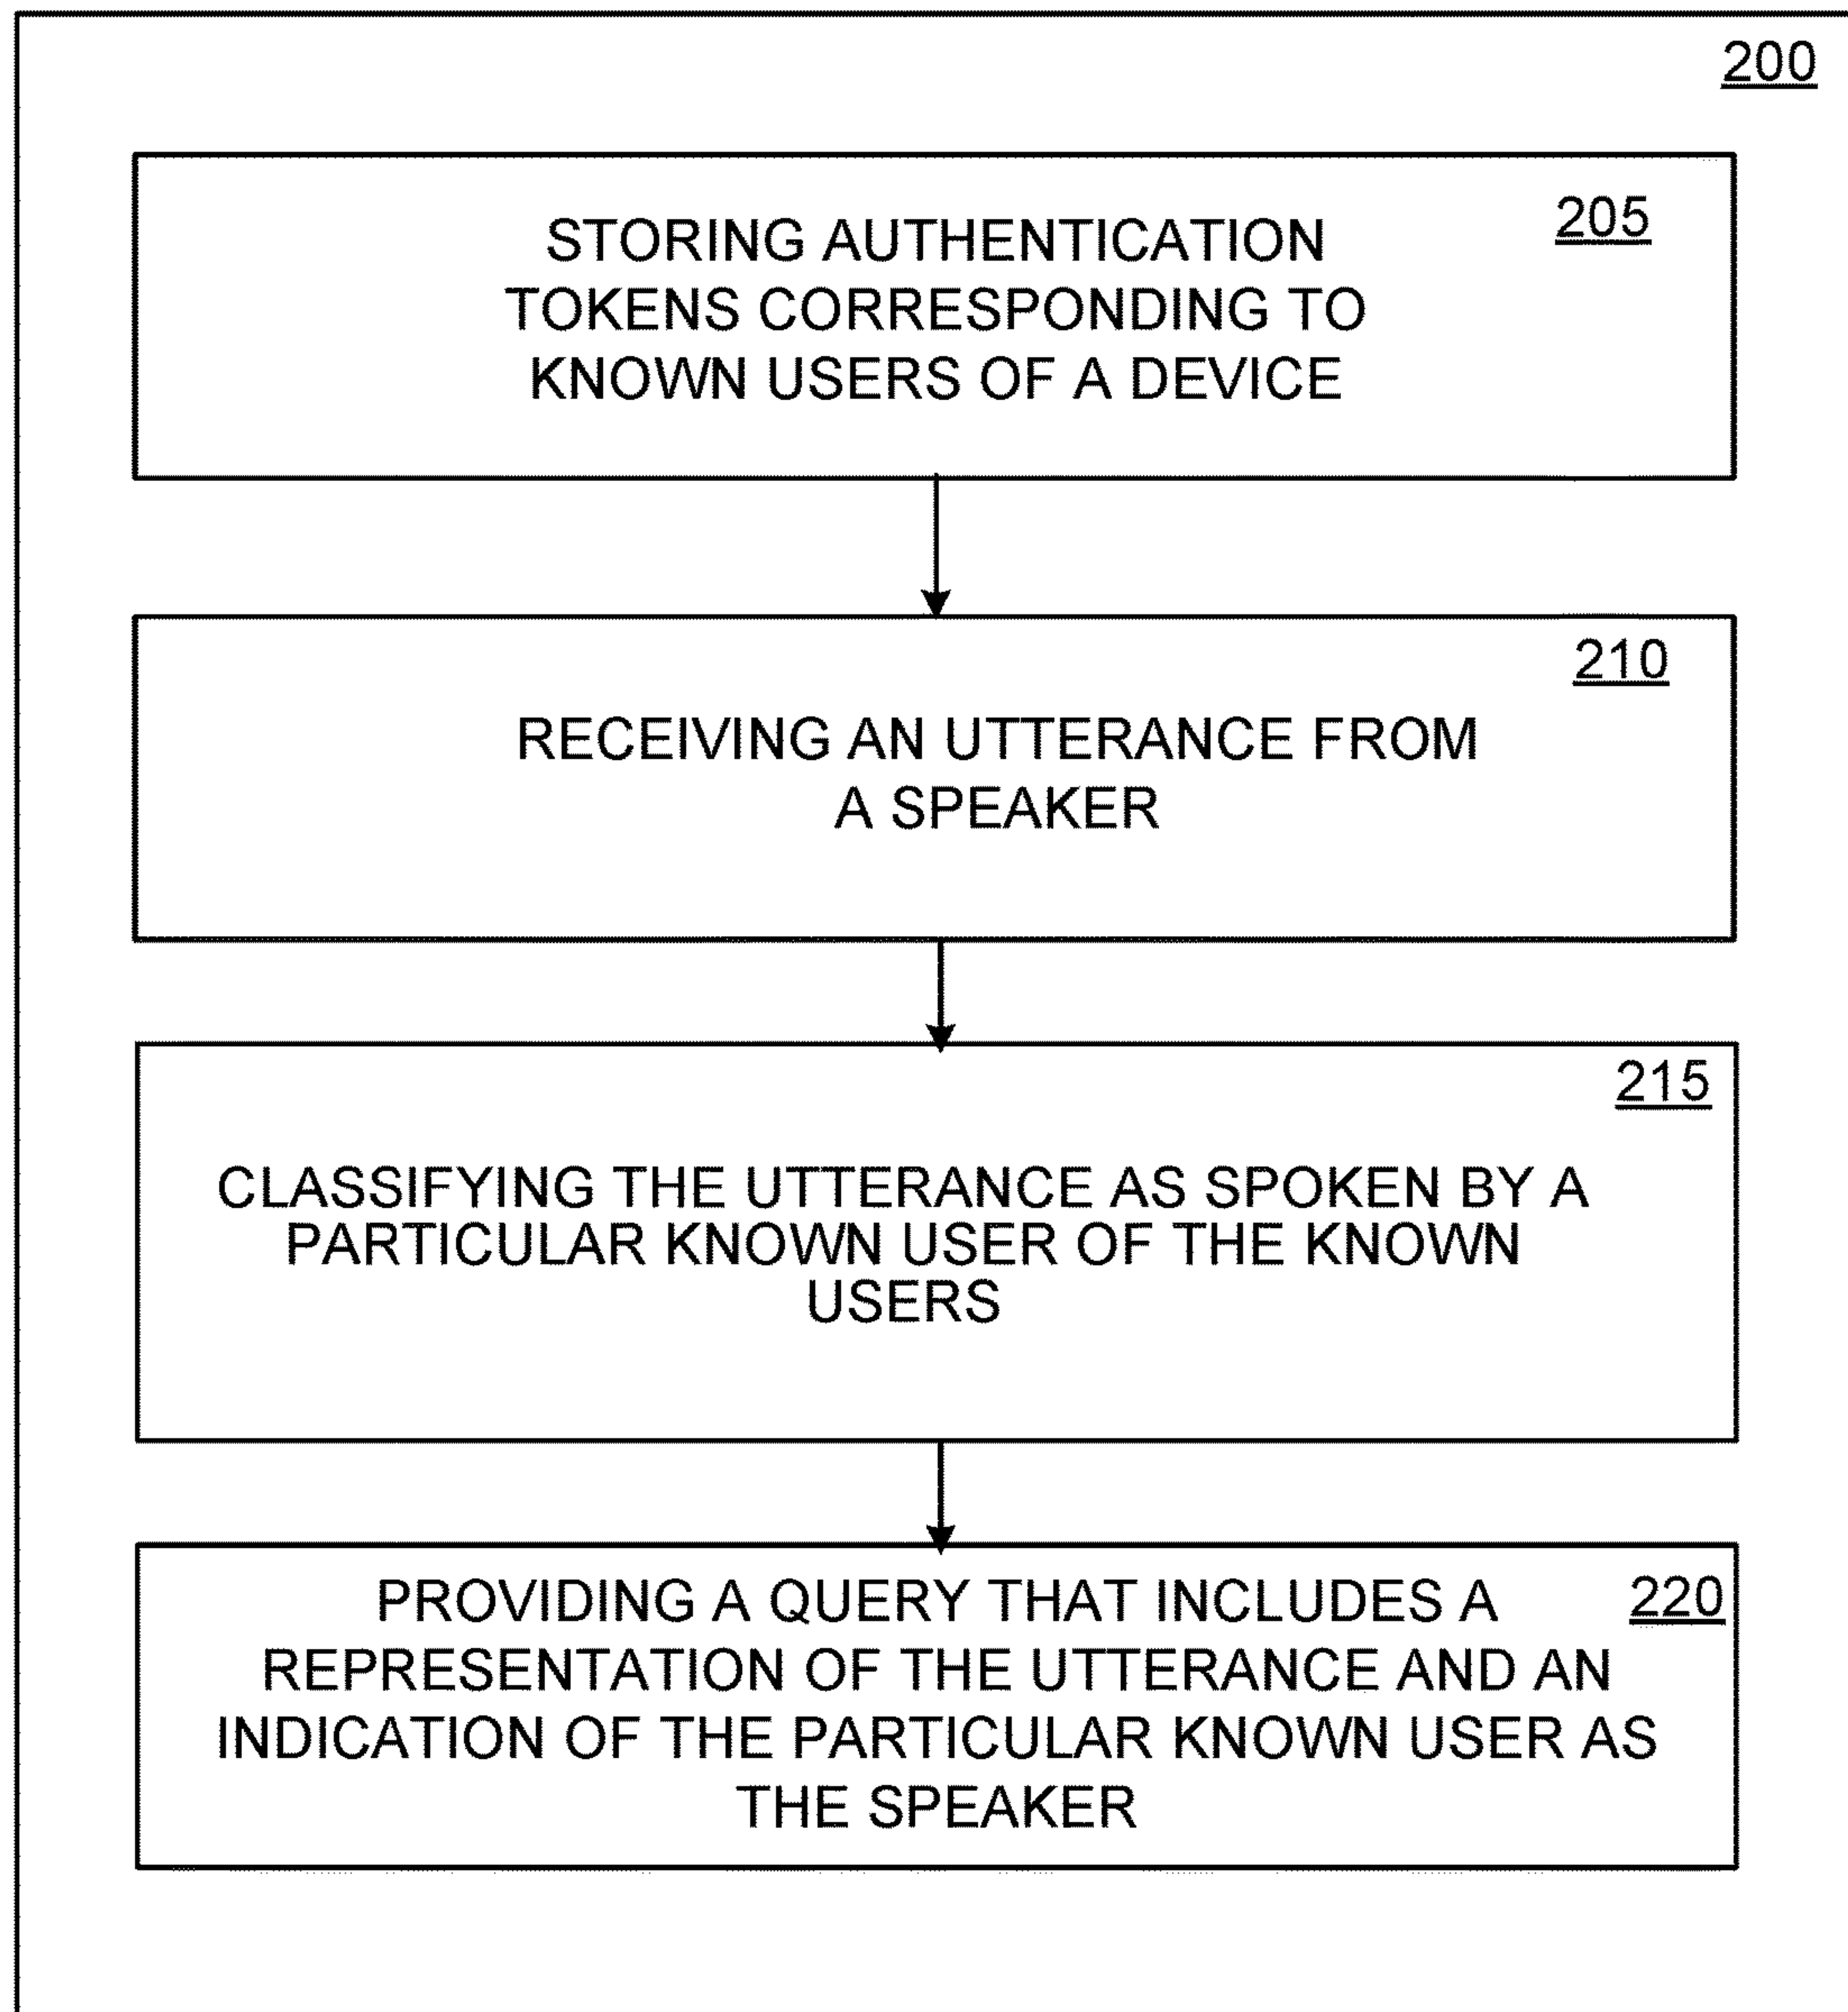 200
205
STORING AUTHENTICATION
TOKENS CORRESPONDING TO
KNOWN USERS OF A DEVICE
210
RECEIVING AN UTTERANCE FROM
A SPEAKER
215
CLASSIFYING THE UTTERANCE AS SPOKEN BY A
PARTICULAR KNOWN USER OF THE KNOWN
USERS
220
PROVIDING A QUERY THAT INCLUDES A
REPRESENTATION OF THE UTTERANCE AND AN
INDICATION OF THE PARTICULAR KNOWN USER AS
THE SPEAKER